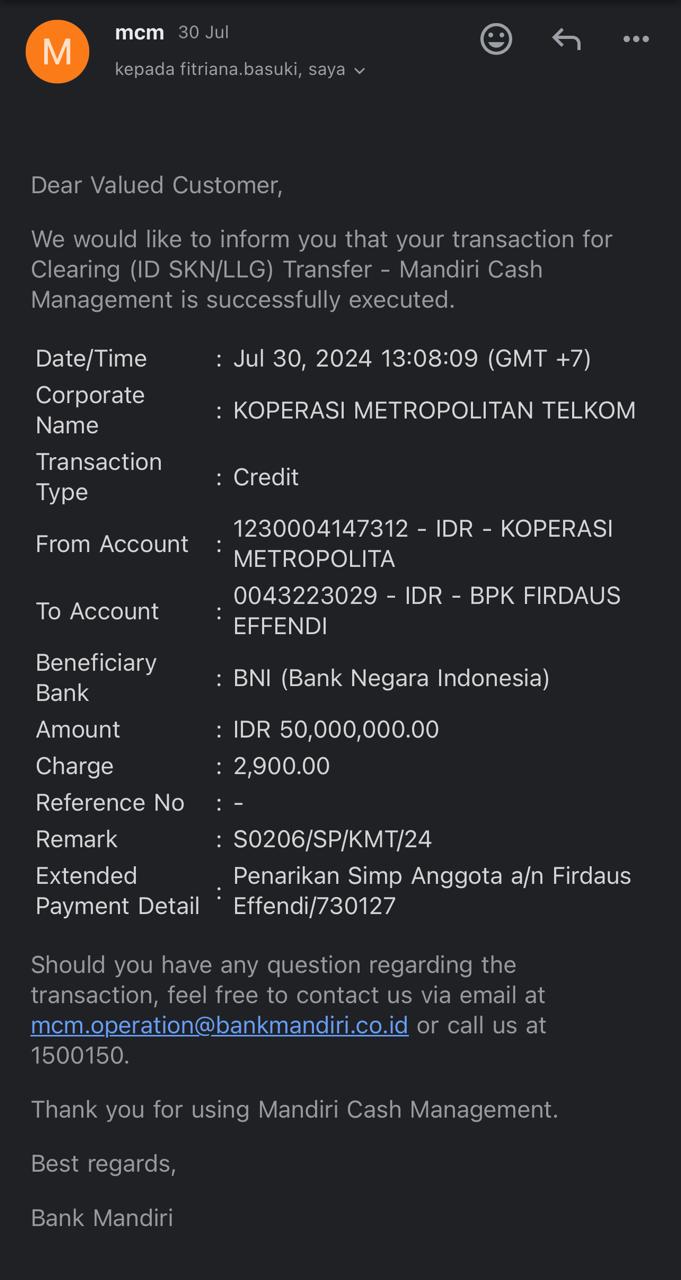 M
mcm 30 Jul
kepada fitriana.basuki, saya
Dear Valued Customer,
We would like to inform you that your transaction for
Clearing (ID SKN/LLG) Transfer - Mandiri Cash
Management is successfully executed.
Date/Time : Jul 30, 2024 13:08:09 (GMT +7)
Corporate
Name : KOPERASI METROPOLITAN TELKOM
Transaction
Type : Credit
From Account : 1230004147312 - IDR - KOPERASI
METROPOLITA
To Account : 0043223029 - IDR - BPK FIRDAUS
EFFENDI
Beneficiary
Bank : BNI (Bank Negara Indonesia)
Amount : IDR 50,000,000.00
Charge : 2,900.00
Reference No : -
Remark : S0206/SP/KMT/24
Extended
Payment Detail : Penarikan Simp Anggota a/n Firdaus
Effendi/730127
Should you have any question regarding the
transaction, feel free to contact us via email at
mcm.operation@bankmandiri.co.id or call us at
1500150.
Thank you for using Mandiri Cash Management.
Best regards,
Bank Mandiri